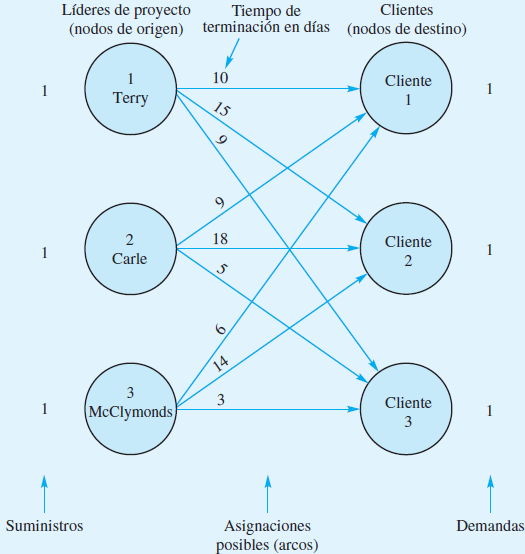 Líderes de proyecto
(nodos de origen)
Tiempo de
terminación en días
Clientes
(nodos de destino)
1
1
Terry
10
15
9
Cliente
1
1
1
2
Carle
9
18
5
Cliente
2
1
1
3
McClymonds
6
14
3
Cliente
3
1
Suministros
Asignaciones
posibles (arcos)
Demandas